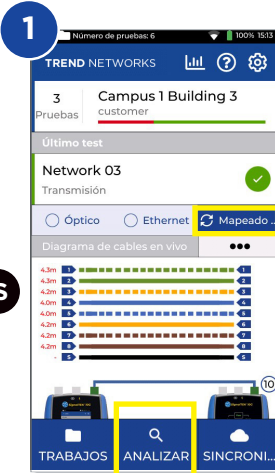 1
Número de pruebas: 6 100% 15:13
TREND NETWORKS
3 Campus 1 Building 3
Pruebas customer
Último test
Network 03
Transmisión
Óptico Ethernet Mapeado ..
Diagrama de cables en vivo
4.3m 1 1
4.3m 2 2
4.2m 3 3
4.0m 4 4
4.0m 5 5
4.2m 6 6
4.2m 7 7
4.2m 8 8
- S S
S
10
TRABAJOS ANALIZAR SINCRONI...